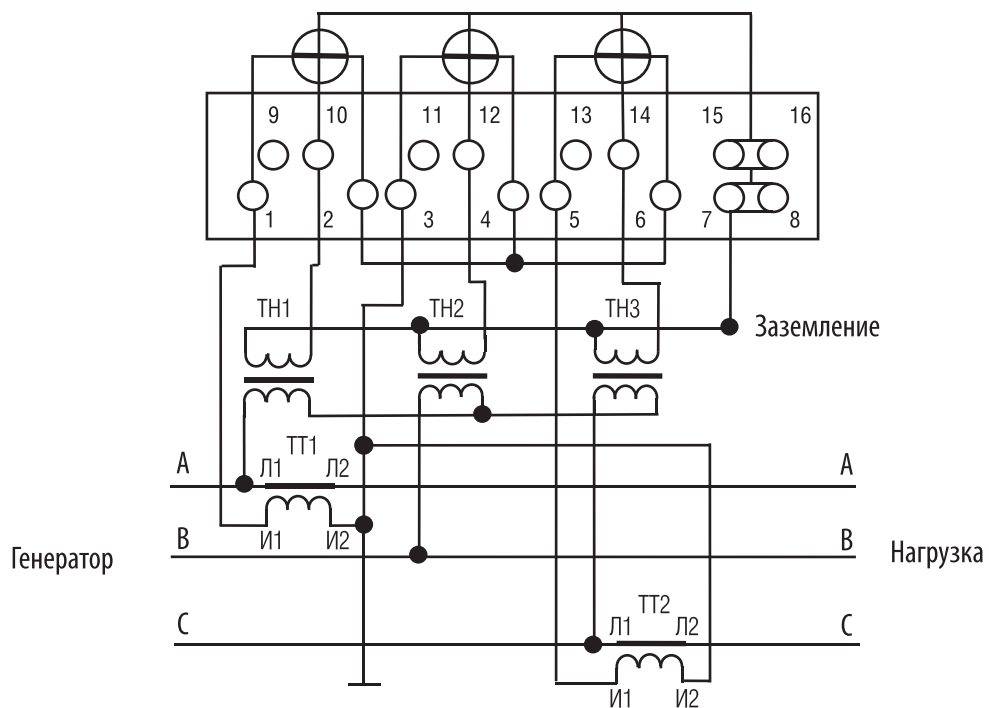 9 10 11 12 13 14 15 16
1 2 3 4 5 6 7 8
ТН1 ТН2 ТН3
Заземление
ТТ1
А Л1 Л2 А
И1 И2
В В
Генератор Нагрузка
ТТ2
С Л1 Л2 С
И1 И2